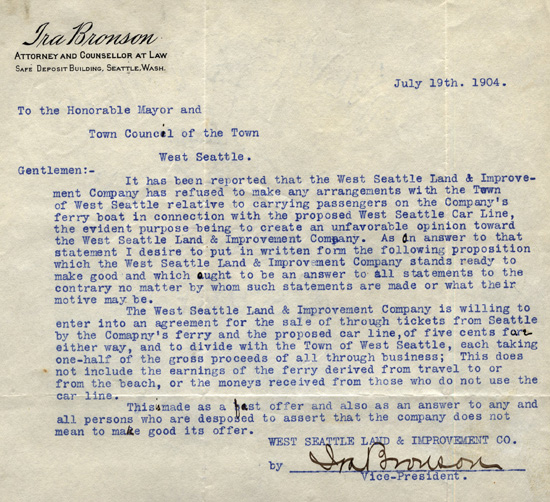 Ira Bronson
ATTORNEY AND COUNSELLOR AT LAW
SAFE DEPOSIT BUILDING, SEATTLE, WASH.
July 19th. 1904.
To the Honorable Mayor and
Town Council of the Town
West Seattle.
Gentlemen:-
It has been reported that the West Seattle Land & Improve-
ment Company has refused to make any arrangements with the Town
of West Seattle relative to carrying passengers on the Company's
ferry boat in connection with the proposed West Seattle Car Line,
the evident purpose being to create an unfavorable opinion toward
the West Seattle Land & Improvement Company. As an answer to that
statement I desire to put in written form the following proposition
which the West Seattle Land & Improvement Company stands ready to
make good and which ought to be an answer to all statements to the
contrary no matter by whom such statements are made or what their
motive may be.
The West Seattle Land & Improvement Company is willing to
enter into an agreement for the sale of through tickets from Seattle
by the Comapny's ferry and the proposed car line, of five cents for
either way, and to divide with the Town of West Seattle, each taking
one-half of the gross proceeds of all through business; This does
not include the earnings of the ferry derived from travel to or
from the beach, or the moneys received from those who do not use the
car line.
This is made as a last offer and also as an answer to any and
all persons who are desposed to assert that the company does not
mean to make good its offer.
WEST SEATTLE LAND & IMPROVEMENT CO.
by Ira Bronson
Vice-President.